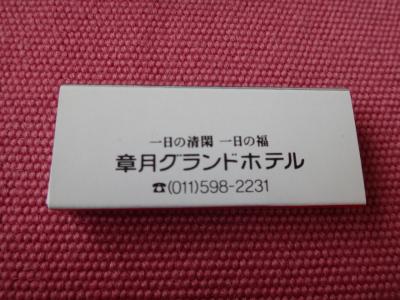 一日の清閑 一日の福
章月グランドホテル
☎(011)598-2231